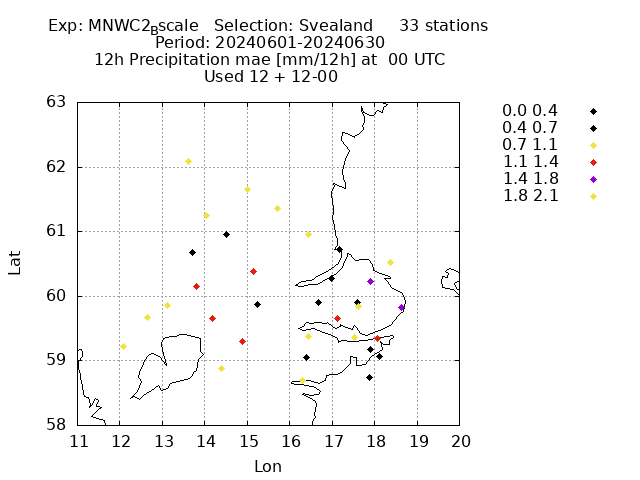 Exp: MNWC2Bscale   Selection: Svealand     33 stations
Period: 20240601-20240630
12h Precipitation mae [mm/12h] at  00 UTC
Used 12 + 12-00
63
62
61
60
59
58
Lat
11 12 13 14 15 16 17 18 19 20
Lon
0.0 0.4
0.4 0.7
0.7 1.1
1.1 1.4
1.4 1.8
1.8 2.1